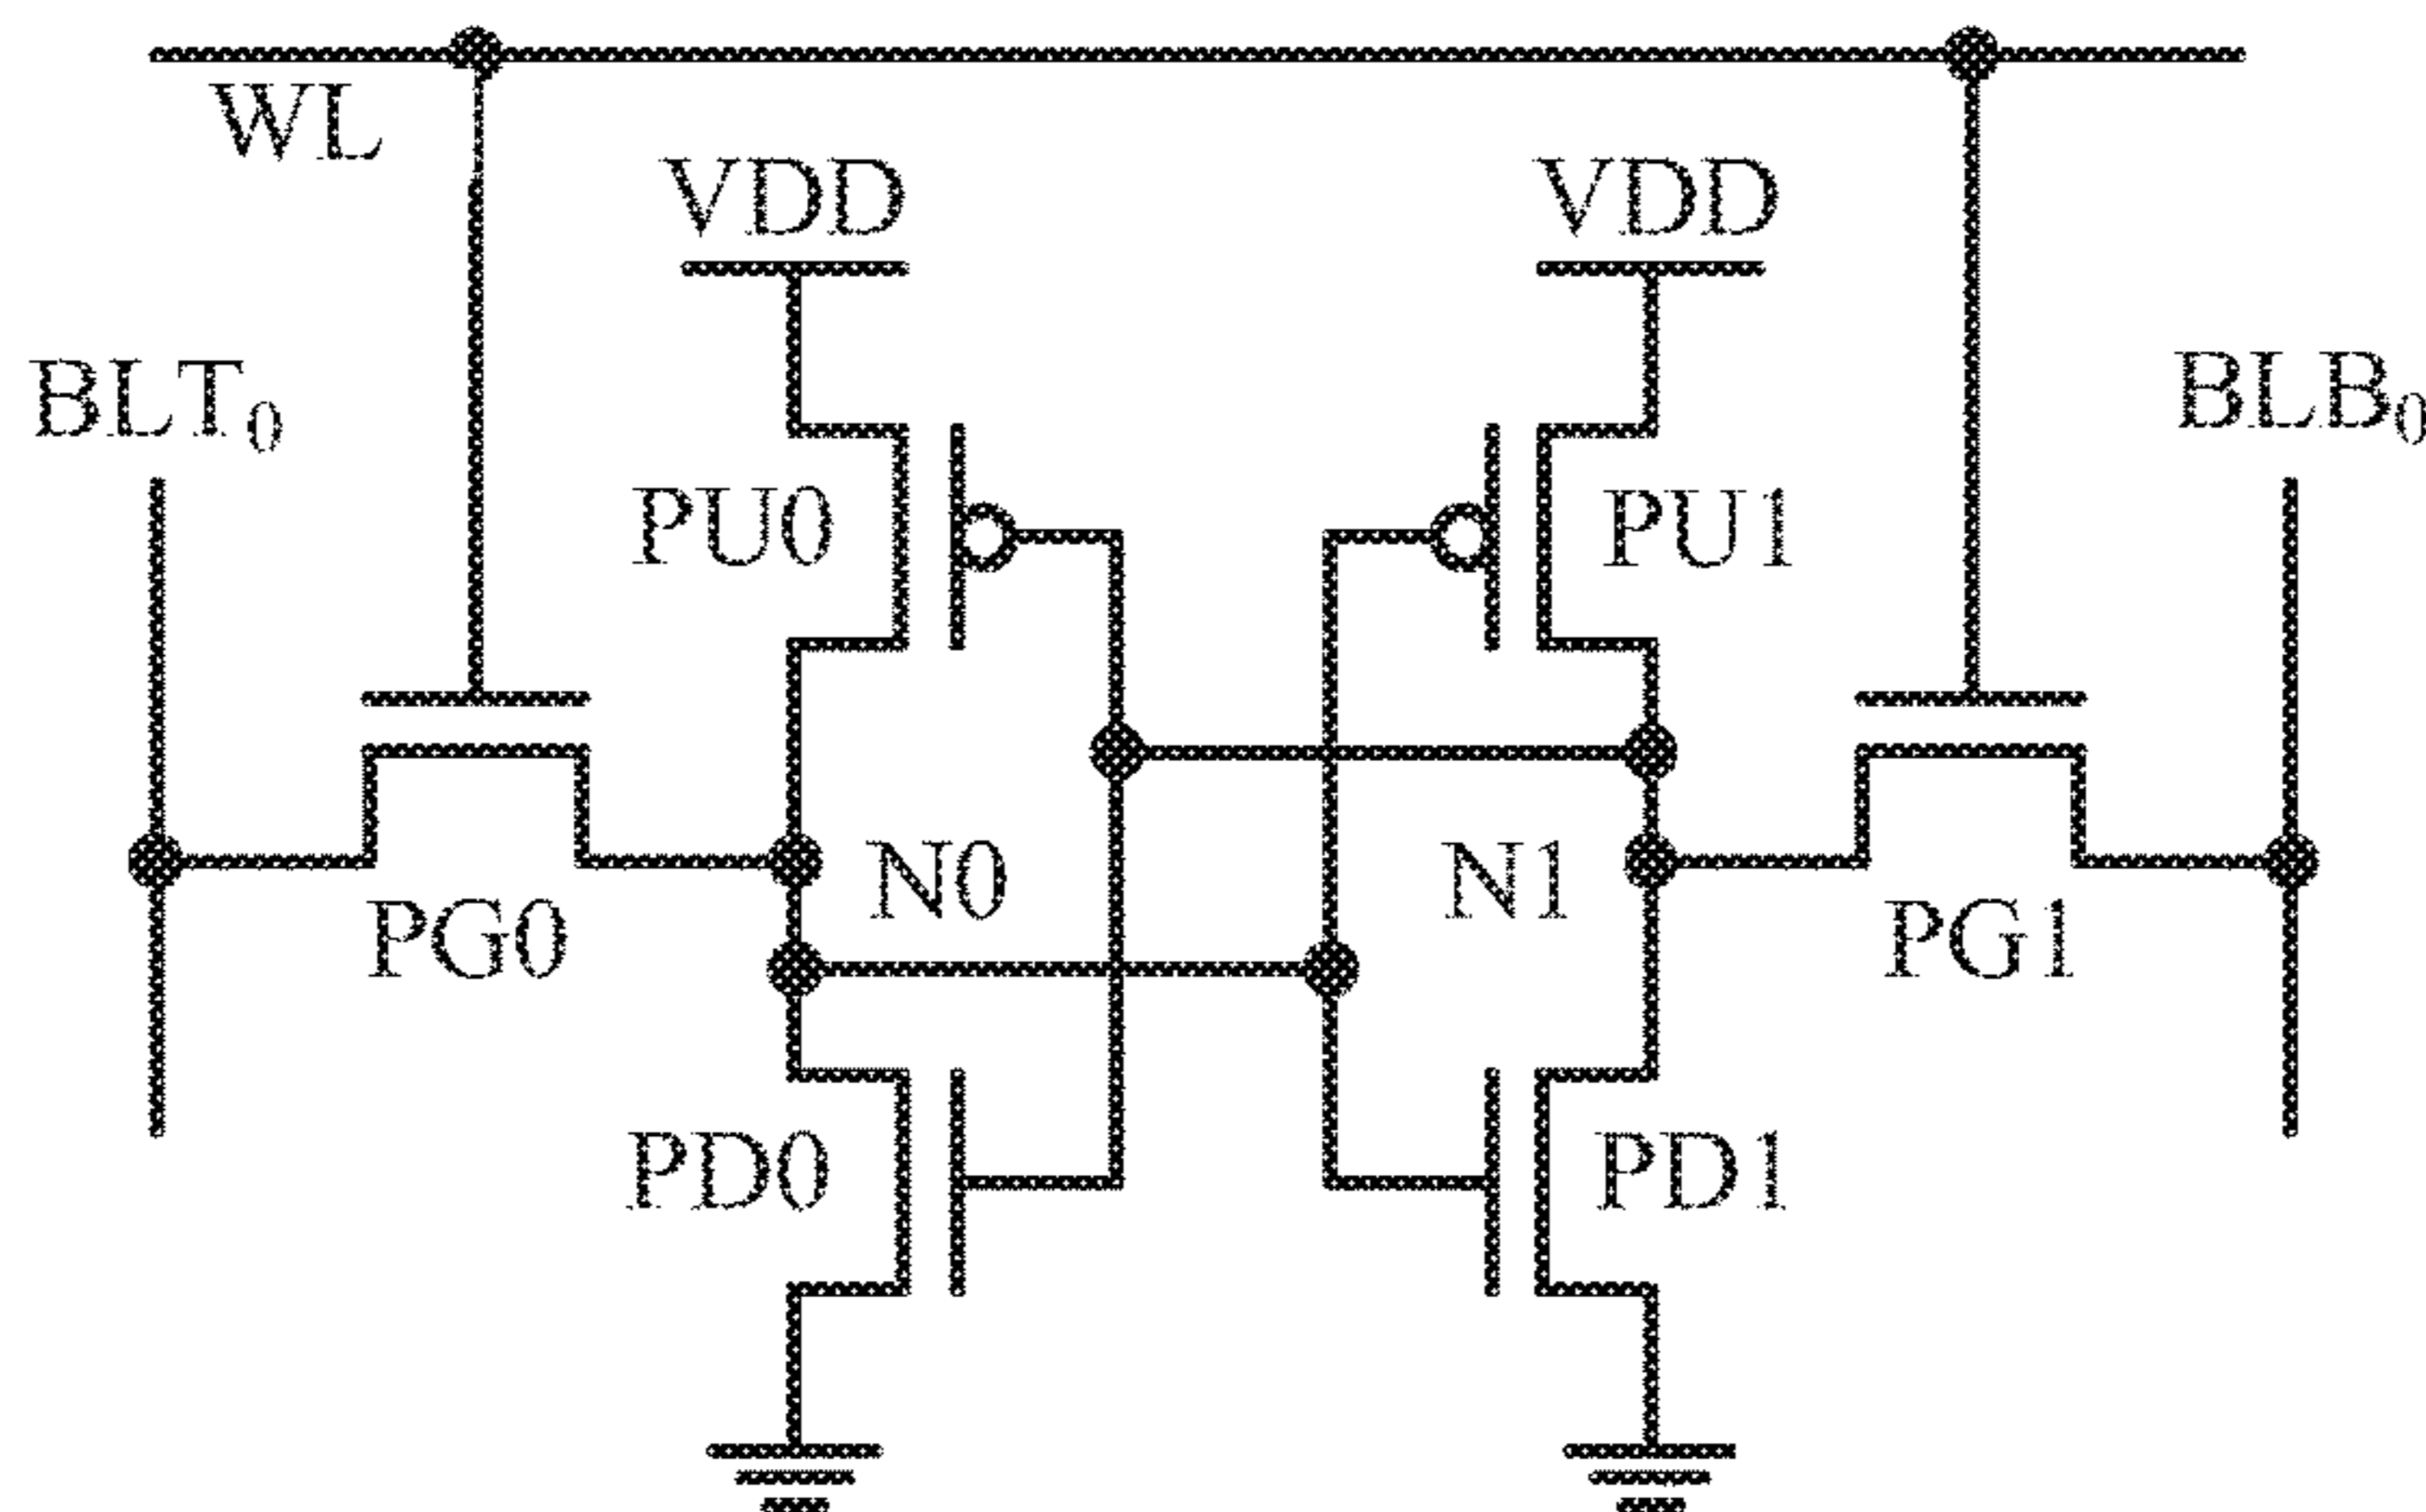 WL
VDD VDD
BLT₀ BLB₀
PU0 PU1
N0 N1
PG0 PG1
PD0 PD1